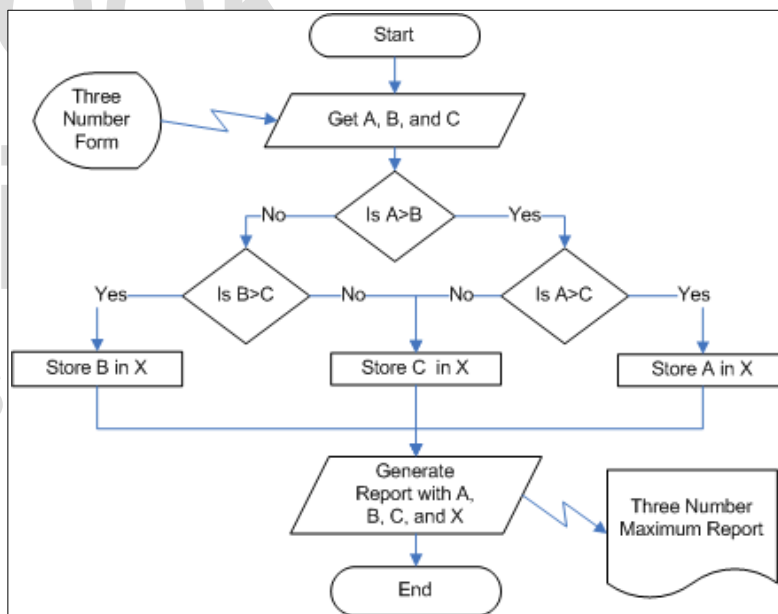 Start
Three
Number
Form
Get A, B, and C
Is A>B
No
Yes
Is B>C
Is A>C
Yes
No
No
Yes
Store B in X
Store C in X
Store A in X
Generate
Report with A,
B, C, and X
Three Number
Maximum Report
End